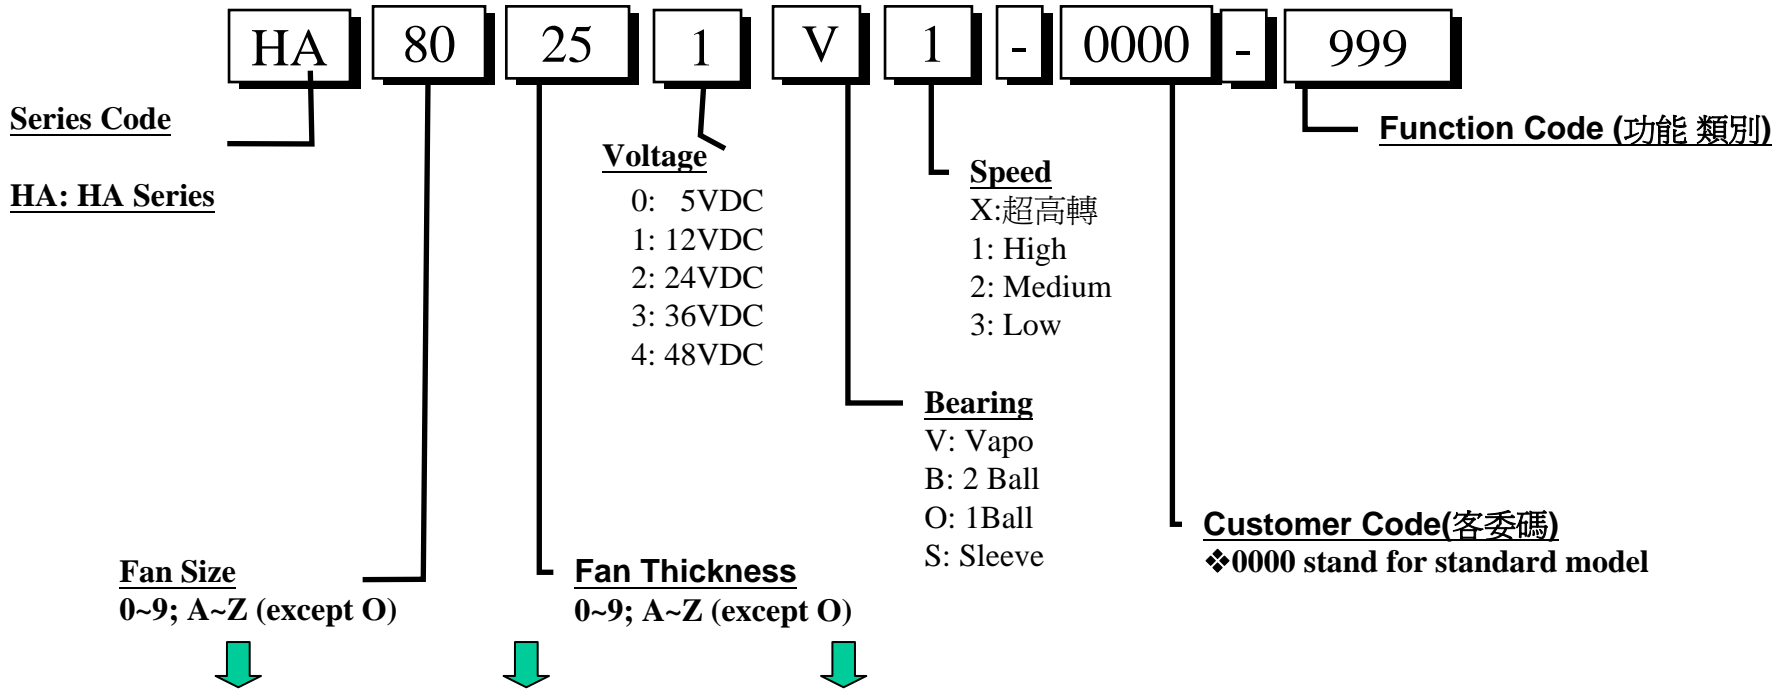 HA 80 25 1 V 1 - 0000 - 999
Series Code
HA: HA Series
Function Code (功能 類別)
Voltage
0: 5VDC
1: 12VDC
2: 24VDC
3: 36VDC
4: 48VDC
Speed
X:超高轉
1: High
2: Medium
3: Low
Bearing
V: Vapo
B: 2 Ball
O: 1Ball
S: Sleeve
Customer Code(客委碼)
❖0000 stand for standard model
Fan Size
0~9; A~Z (except O)
Fan Thickness
0~9; A~Z (except O)